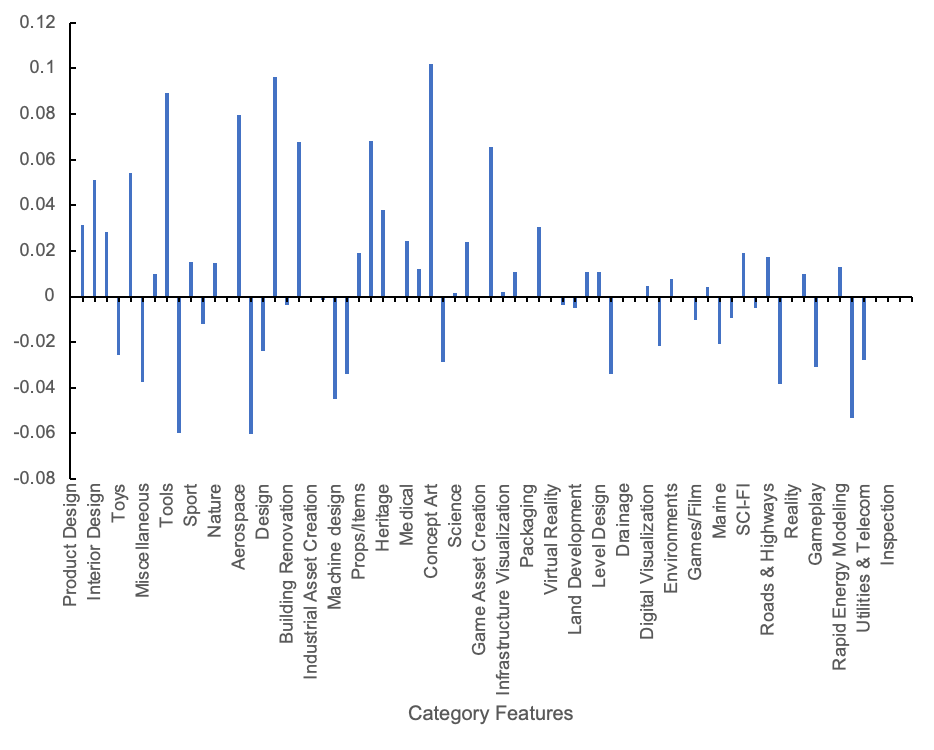 0.12
0.1
0.08
0.06
0.04
0.02
0
-0.02
-0.04
-0.06
-0.08
Product Design
Interior Design
Toys
Miscellaneous
Tools
Sport
Nature
Aerospace
Design
Building Renovation
Industrial Asset Creation
Machine design
Props/Items
Heritage
Medical
Concept Art
Science
Game Asset Creation
Infrastructure Visualization
Packaging
Virtual Reality
Land Development
Level Design
Drainage
Digital Visualization
Environments
Games/Film
Marine
SCI-FI
Roads & Highways
Reality
Gameplay
Rapid Energy Modeling
Utilities & Telecom
Inspection
Category Features